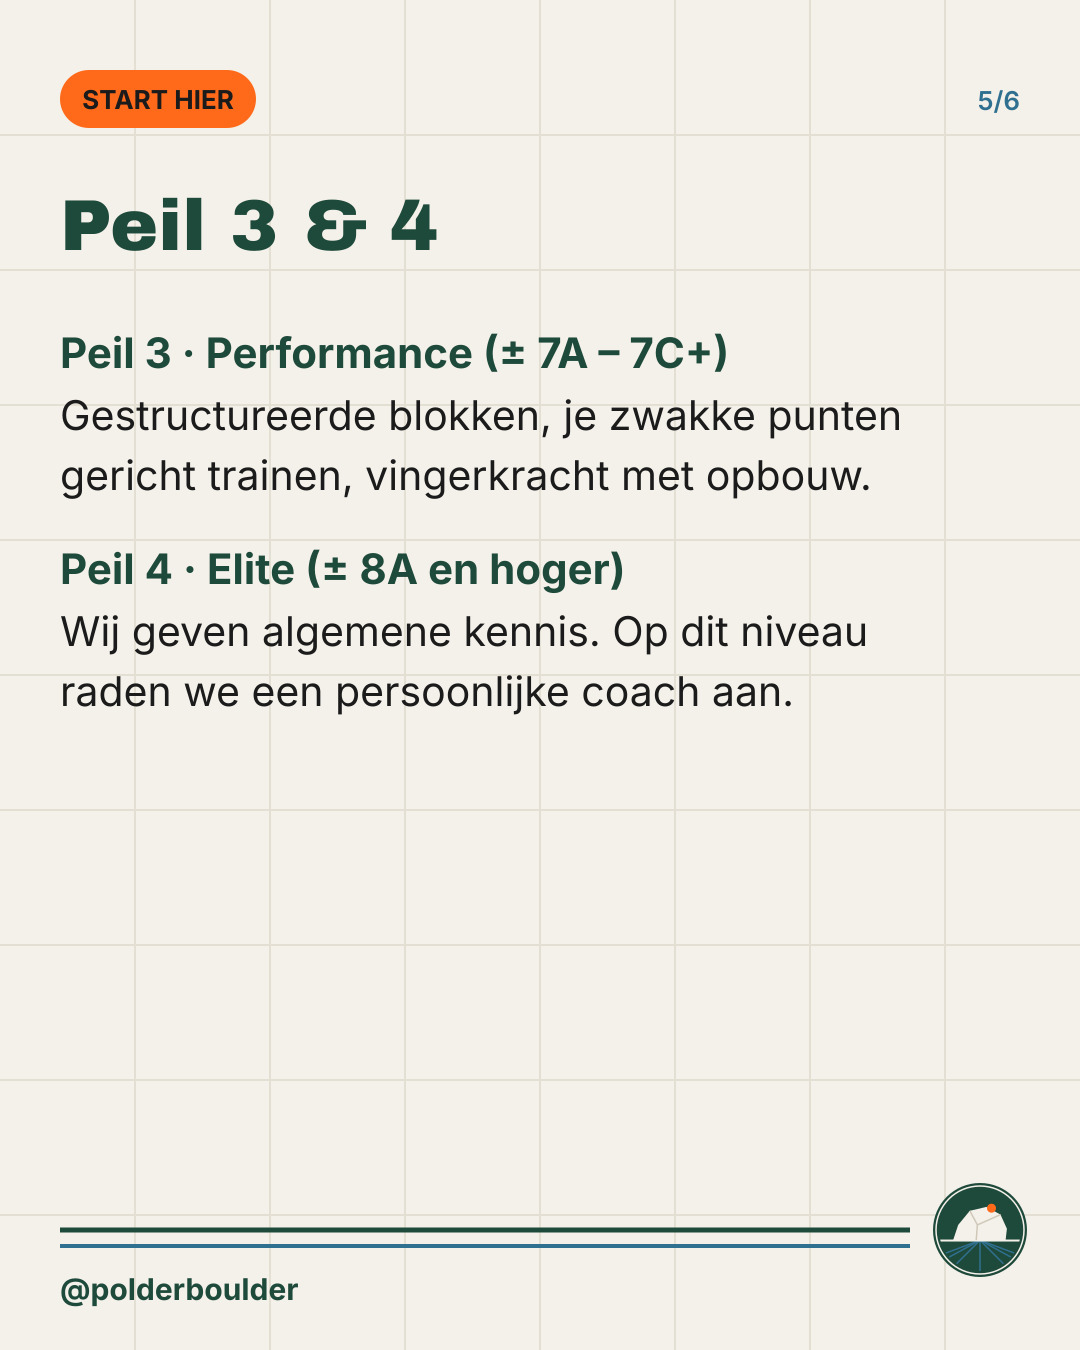 START HIER
5/6
Peil 3 & 4
Peil 3 · Performance (± 7A – 7C+)
Gestructureerde blokken, je zwakke punten
gericht trainen, vingerkracht met opbouw.
Peil 4 · Elite (± 8A en hoger)
Wij geven algemene kennis. Op dit niveau
raden we een persoonlijke coach aan.
@polderboulder